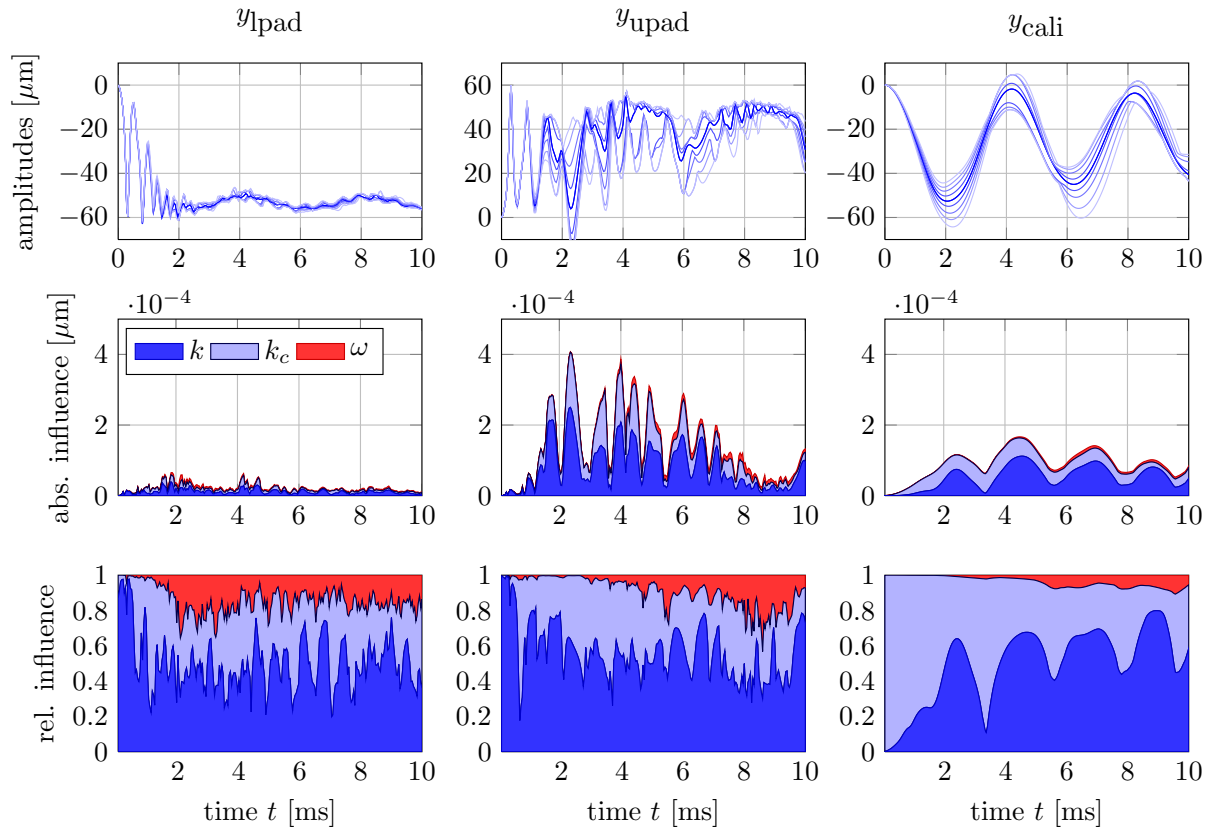 y_lpad y_upad y_cali
amplitudes [μm]
0 −20 −40 −60
0 2 4 6 8 10
60 40 20 0
0 2 4 6 8 10
0 −20 −40 −60
0 2 4 6 8 10
abs. influence [μm]
·10^−4
4 2 0
k k_c ω
2 4 6 8 10
·10^−4
4 2 0
2 4 6 8 10
·10^−4
4 2 0
2 4 6 8 10
rel. influence
1 0.8 0.6 0.4 0.2 0
2 4 6 8 10
time t [ms]
1 0.8 0.6 0.4 0.2 0
2 4 6 8 10
time t [ms]
1 0.8 0.6 0.4 0.2 0
2 4 6 8 10
time t [ms]